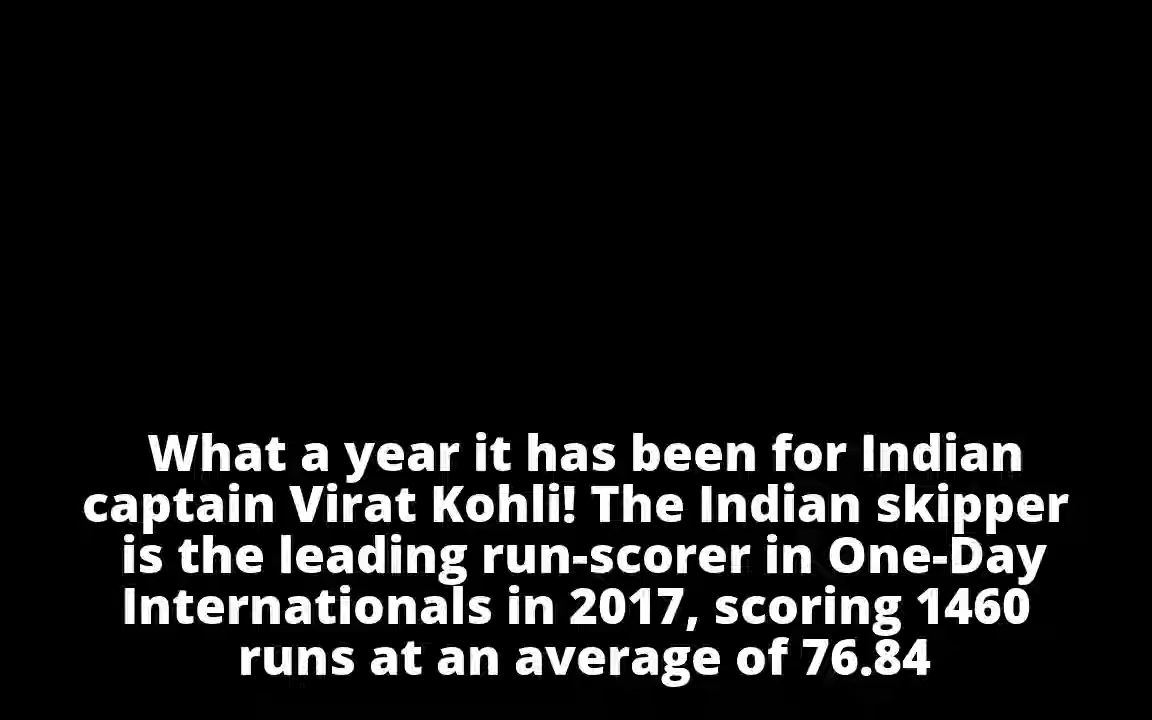 What a year it has been for Indian
captain Virat Kohli! The Indian skipper
is the leading run-scorer in One-Day
Internationals in 2017, scoring 1460
runs at an average of 76.84